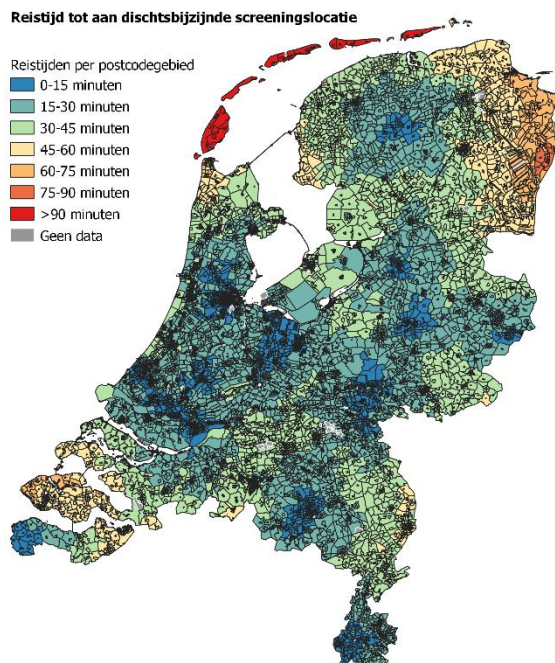 Reistijd tot aan dischtsbijzijnde screeningslocatie
Reistijden per postcodegebied
0-15 minuten
15-30 minuten
30-45 minuten
45-60 minuten
60-75 minuten
75-90 minuten
>90 minuten
Geen data